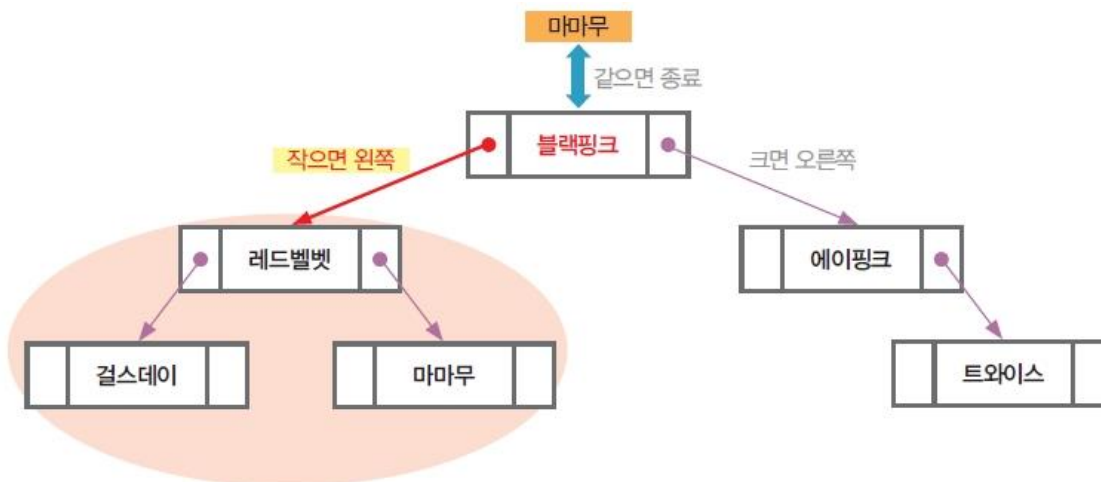 마마무
같으면 종료
블랙핑크
작으면 왼쪽
크면 오른쪽
레드벨벳
에이핑크
걸스데이
마마무
트와이스